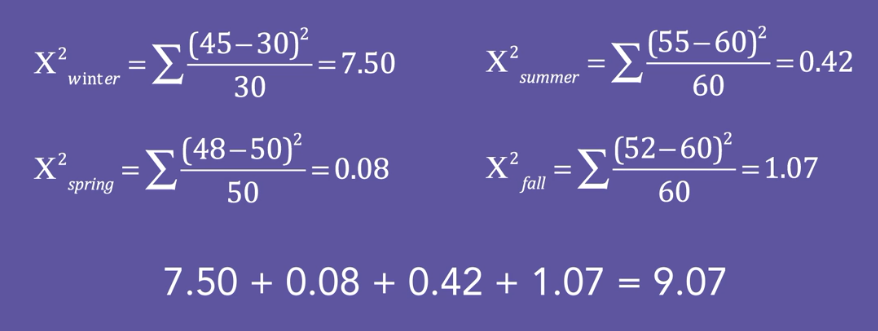 X²winter = ∑ (45−30)²/30 = 7.50
X²summer = ∑ (55−60)²/60 = 0.42
X²spring = ∑ (48−50)²/50 = 0.08
X²fall = ∑ (52−60)²/60 = 1.07
7.50 + 0.08 + 0.42 + 1.07 = 9.07